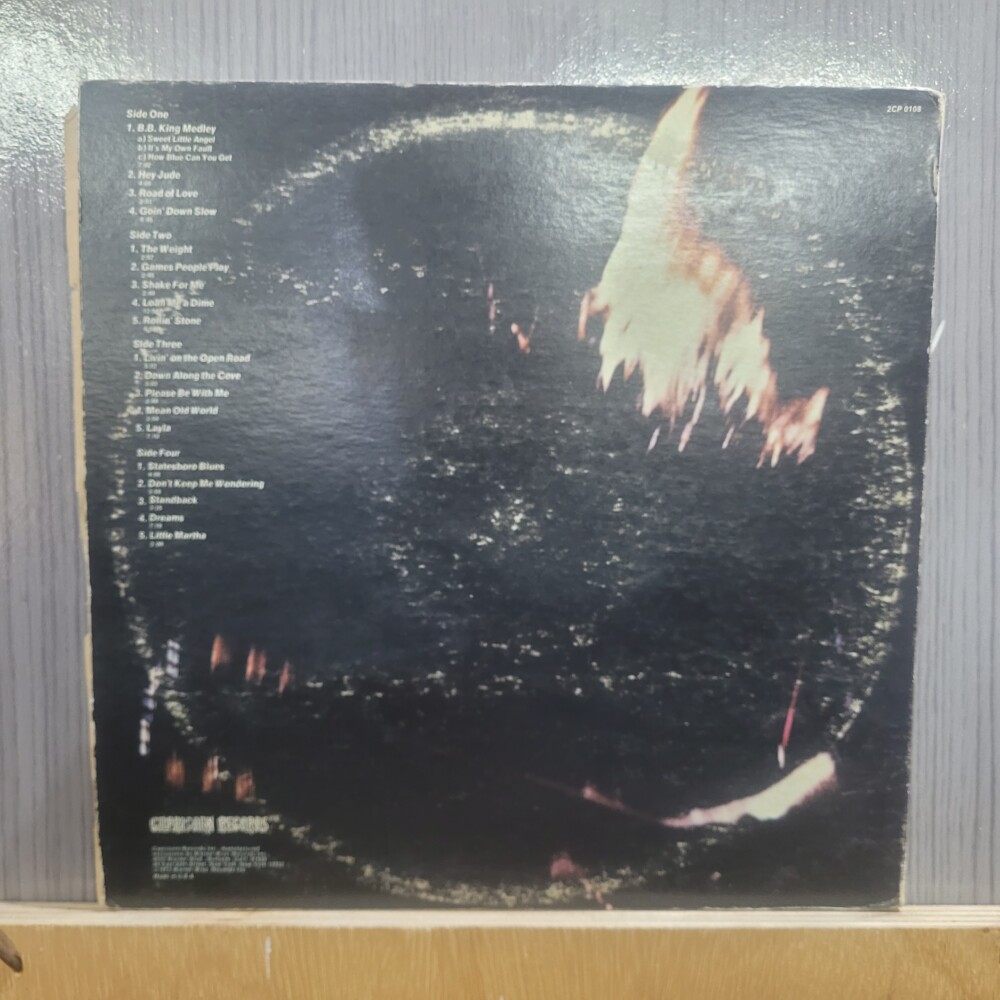 2CP 0108
Side One
1. B.B. King Medley
a) Sweet Little Angel
b) It's My Own Fault
c) How Blue Can You Get
2. Hey Jude
3. Road of Love
4. Goin' Down Slow
Side Two
1. The Weight
2. Games People Play
3. Shake For Me
4. Loan Me a Dime
5. Rollin' Stone
Side Three
1. Livin' on the Open Road
2. Down Along the Cove
3. Please Be With Me
4. Mean Old World
5. Layla
Side Four
1. Statesboro Blues
2. Don't Keep Me Wondering
3. Standback
4. Dreams
5. Little Martha
CAPRICORN RECORDS
Made in U.S.A.